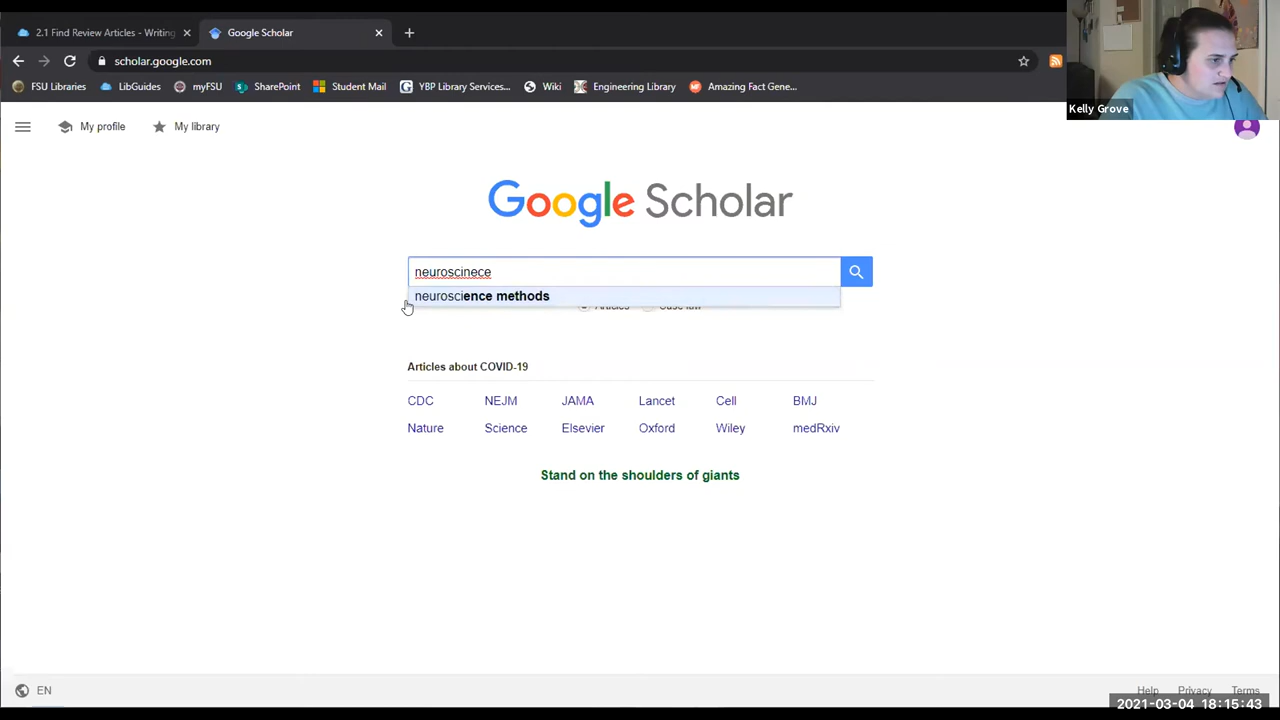 2.1 Find Review Articles - Writing
Google Scholar
scholar.google.com
FSU Libraries
LibGuides
myFSU
SharePoint
Student Mail
YBP Library Services...
Wiki
Engineering Library
Amazing Fact Gene...
Kelly Grove
My profile
My library
Google Scholar
neuroscinece
neuroscience methods
Articles
Case law
Articles about COVID-19
CDC NEJM JAMA Lancet Cell BMJ
Nature Science Elsevier Oxford Wiley medRxiv
Stand on the shoulders of giants
EN
Help Privacy Terms
2021-03-04 18:15:43